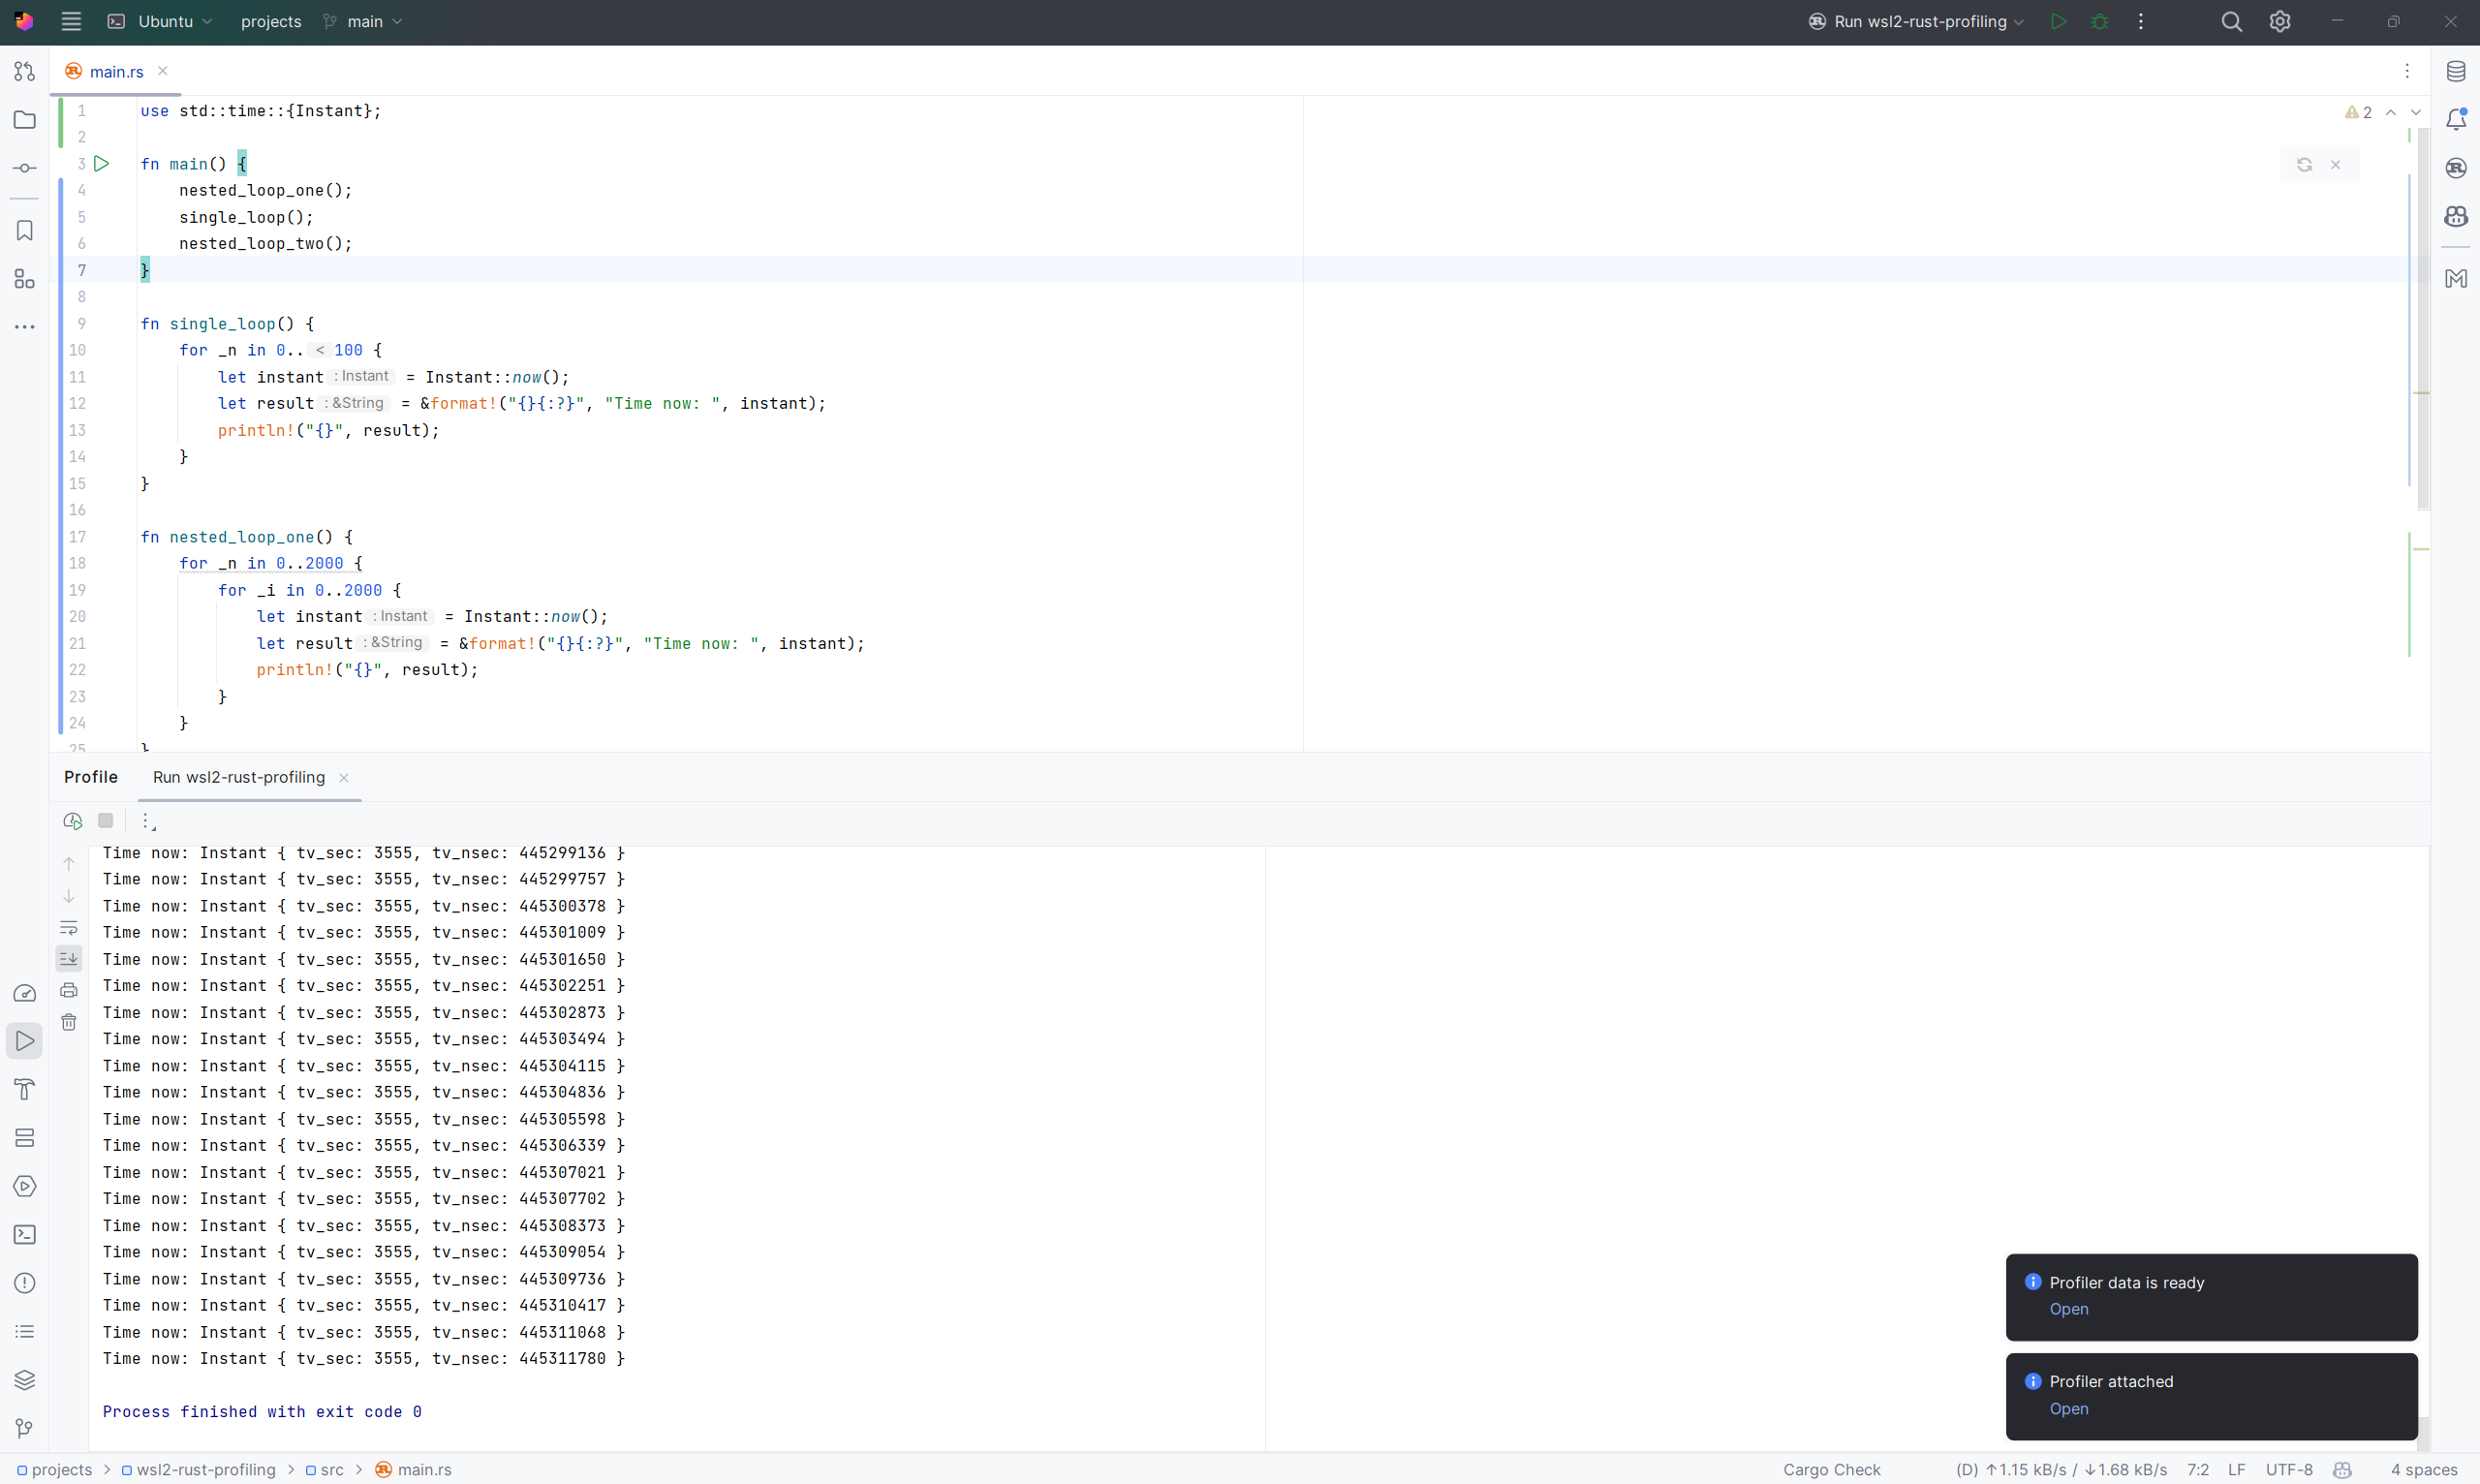 Ubuntu projects main Run wsl2-rust-profiling
main.rs
2
1 use std::time::{Instant};
2
3 fn main() {
4 nested_loop_one();
5 single_loop();
6 nested_loop_two();
7 }
8
9 fn single_loop() {
10 for _n in 0.. < 100 {
11 let instant : Instant = Instant::now();
12 let result : &String = &format!("{}{:?}", "Time now: ", instant);
13 println!("{}", result);
14 }
15 }
16
17 fn nested_loop_one() {
18 for _n in 0..2000 {
19 for _i in 0..2000 {
20 let instant : Instant = Instant::now();
21 let result : &String = &format!("{}{:?}", "Time now: ", instant);
22 println!("{}", result);
23 }
24 }
25 }
Profile Run wsl2-rust-profiling
Time now: Instant { tv_sec: 3555, tv_nsec: 445299136 }
Time now: Instant { tv_sec: 3555, tv_nsec: 445299757 }
Time now: Instant { tv_sec: 3555, tv_nsec: 445300378 }
Time now: Instant { tv_sec: 3555, tv_nsec: 445301009 }
Time now: Instant { tv_sec: 3555, tv_nsec: 445301650 }
Time now: Instant { tv_sec: 3555, tv_nsec: 445302251 }
Time now: Instant { tv_sec: 3555, tv_nsec: 445302873 }
Time now: Instant { tv_sec: 3555, tv_nsec: 445303494 }
Time now: Instant { tv_sec: 3555, tv_nsec: 445304115 }
Time now: Instant { tv_sec: 3555, tv_nsec: 445304836 }
Time now: Instant { tv_sec: 3555, tv_nsec: 445305598 }
Time now: Instant { tv_sec: 3555, tv_nsec: 445306339 }
Time now: Instant { tv_sec: 3555, tv_nsec: 445307021 }
Time now: Instant { tv_sec: 3555, tv_nsec: 445307702 }
Time now: Instant { tv_sec: 3555, tv_nsec: 445308373 }
Time now: Instant { tv_sec: 3555, tv_nsec: 445309054 }
Time now: Instant { tv_sec: 3555, tv_nsec: 445309736 }
Time now: Instant { tv_sec: 3555, tv_nsec: 445310417 }
Time now: Instant { tv_sec: 3555, tv_nsec: 445311068 }
Time now: Instant { tv_sec: 3555, tv_nsec: 445311780 }
Process finished with exit code 0
Profiler data is ready
Open
Profiler attached
Open
projects > wsl2-rust-profiling > src > main.rs Cargo Check (D) ↑1.15 kB/s / ↓1.68 kB/s 7:2 LF UTF-8 4 spaces